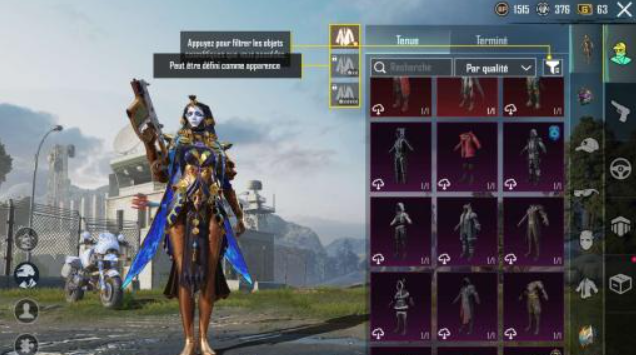 1515 376 63
Appuyez pour filtrer les objets
Peut être défini comme apparence
Tenue Terminé
Recherche Par qualité
1/1 1/1 1/1
1/1 1/1 1/1
1/1 1/1 1/1
1/1 1/1 1/1